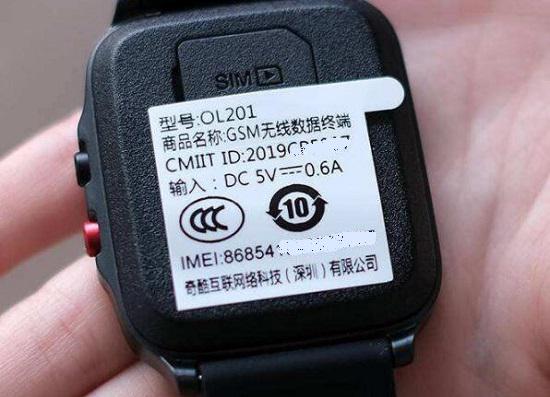 SIM
型号:OL201
商品名称:GSM无线数据终端
CMIIT ID:2019
输入:DC 5V⎓0.6A
CCC
10
IMEI:86854
奇酷互联网络科技(深圳)有限公司